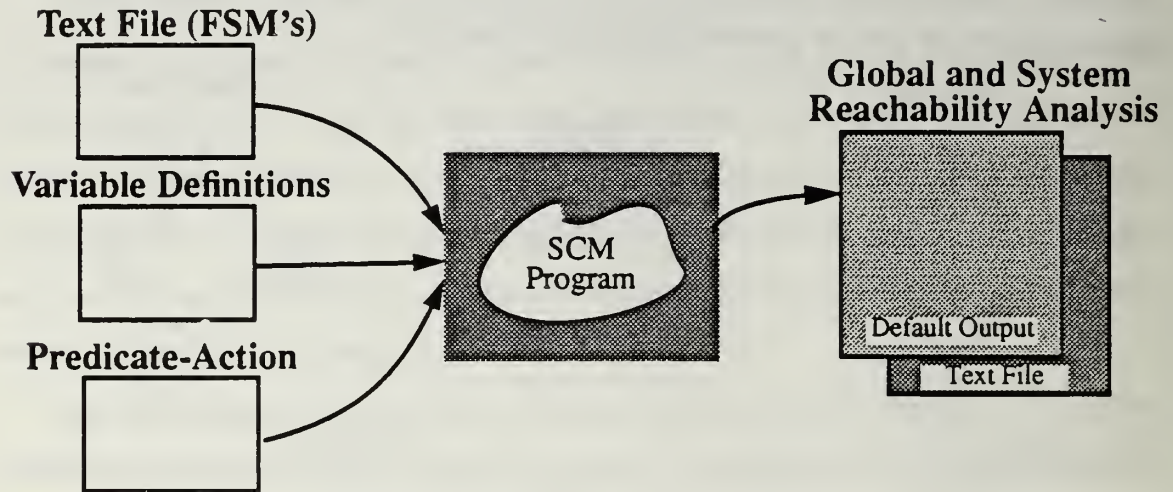 Text File (FSM's)
Variable Definitions
Predicate-Action
SCM
Program
Global and System
Reachability Analysis
Default Output
Text File